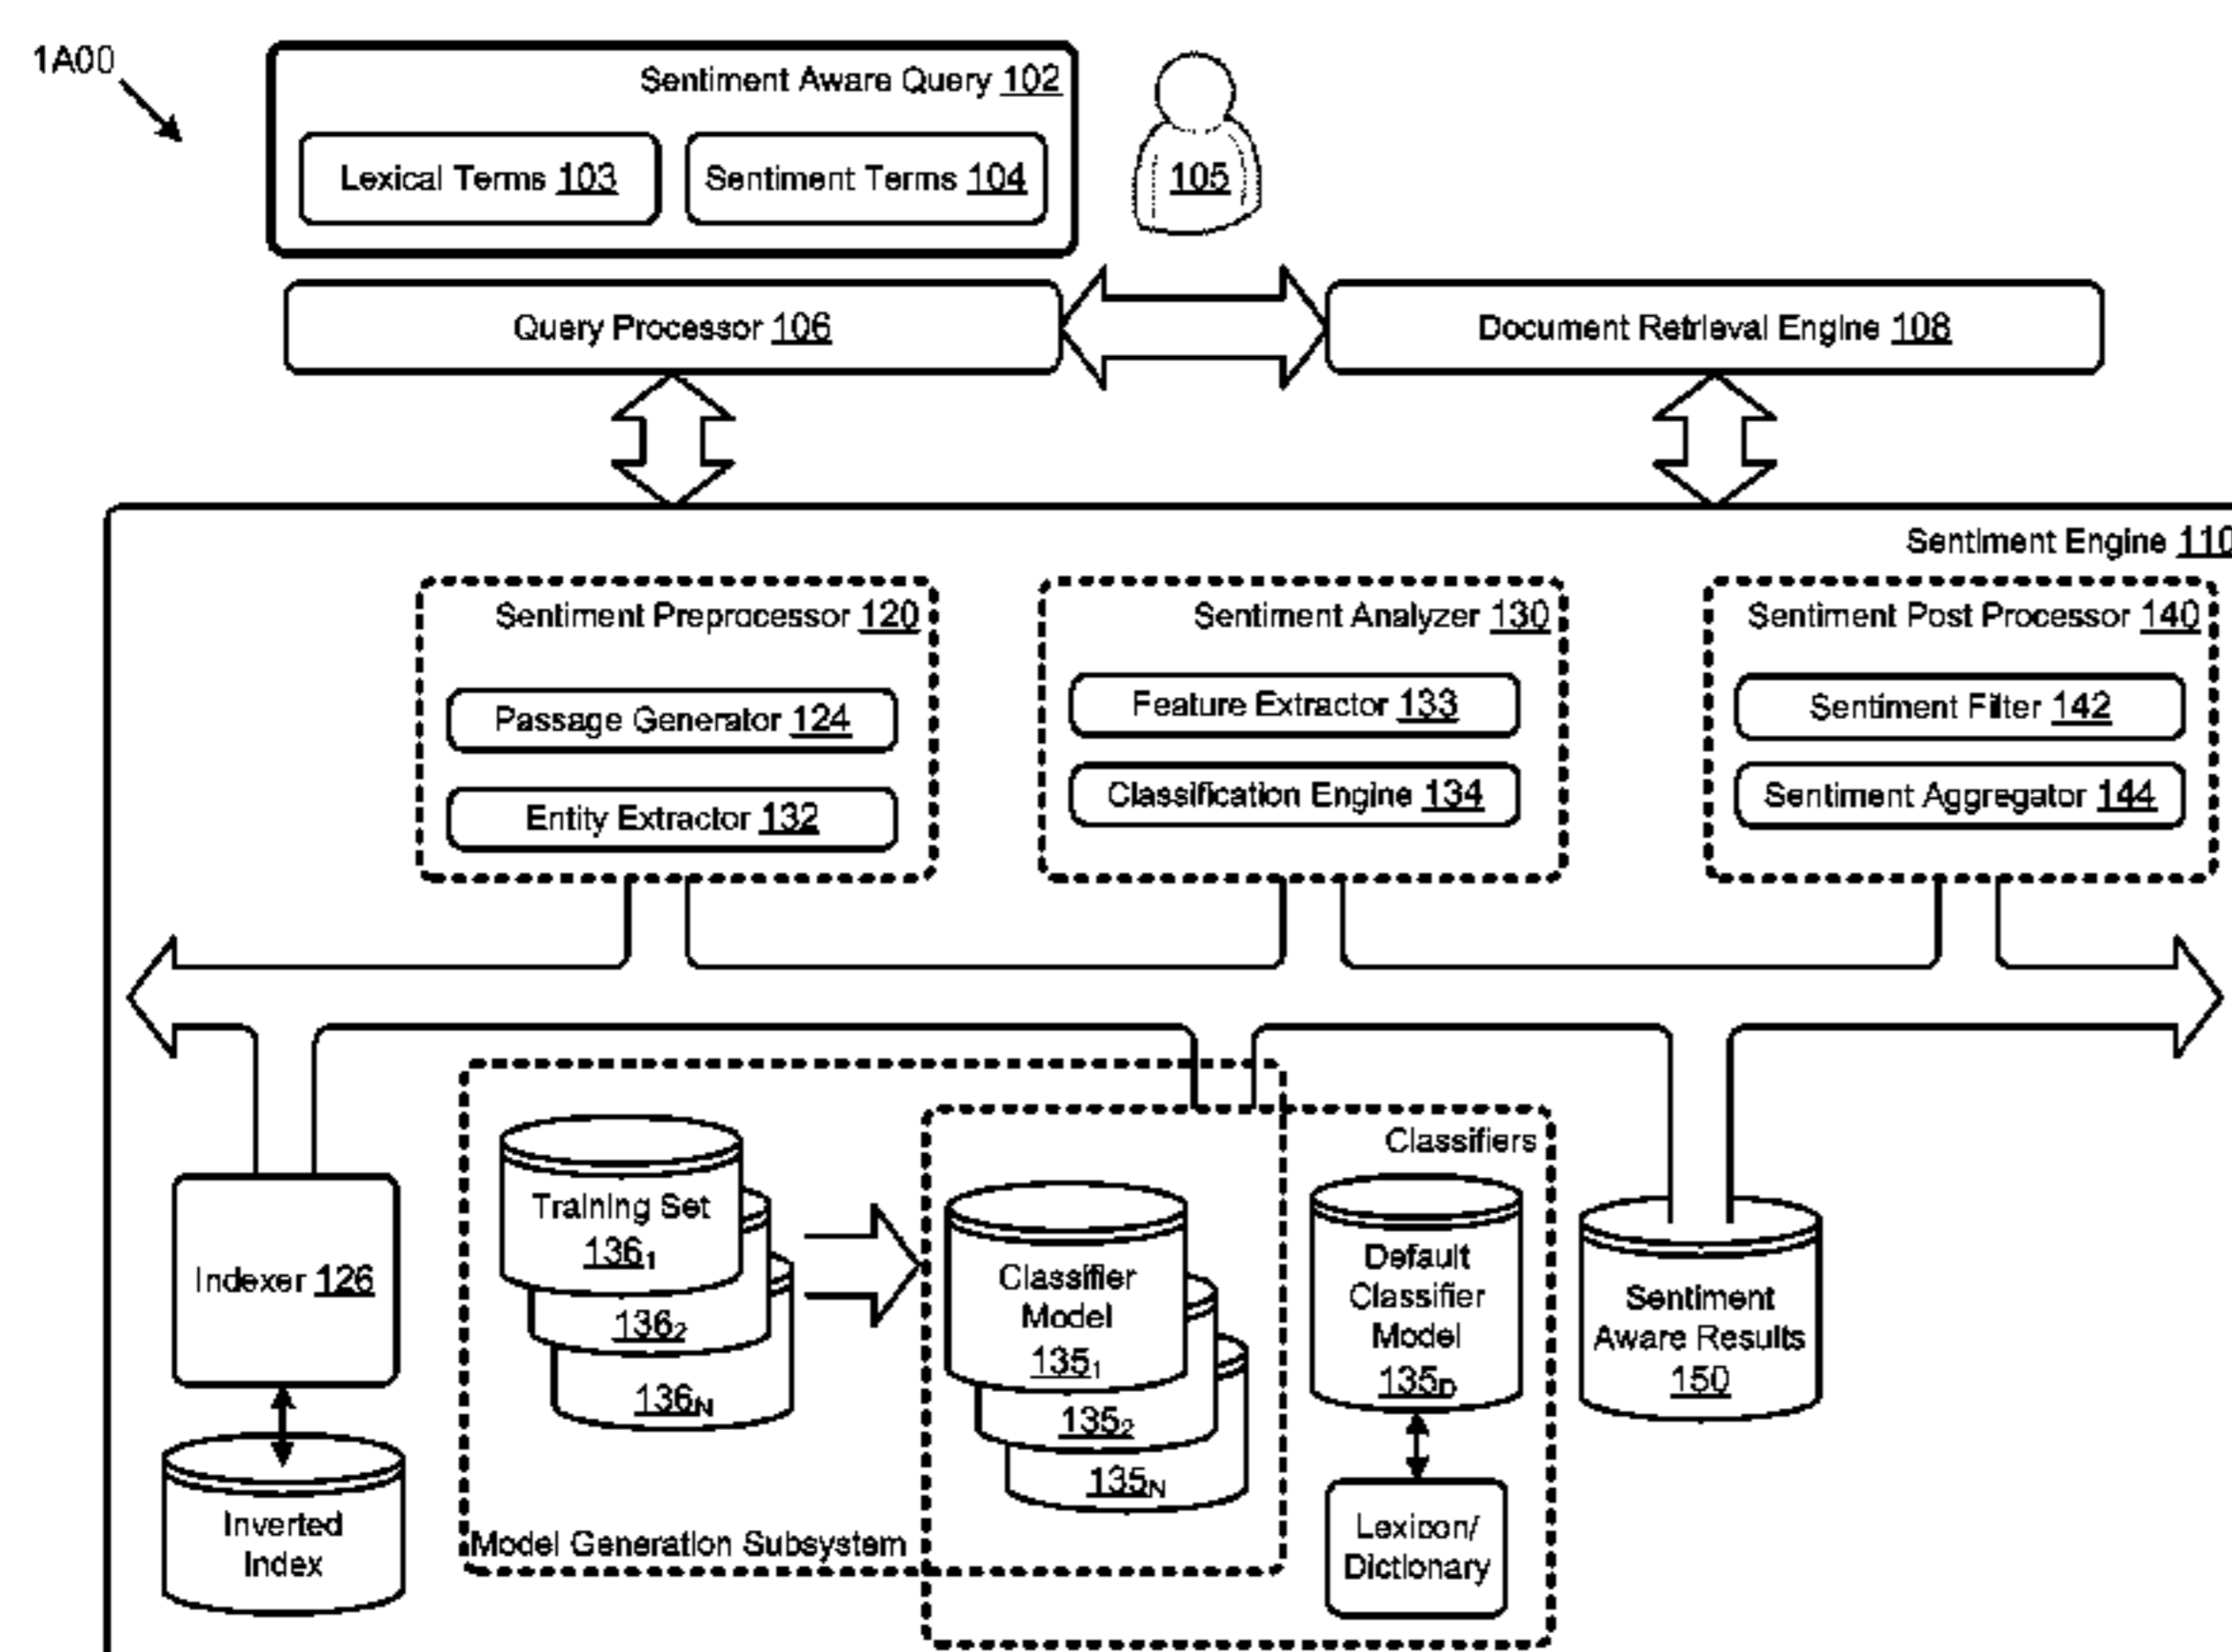 1A00
Sentiment Aware Query 102
Lexical Terms 103
Sentiment Terms 104
105
Query Processor 106
Document Retrieval Engine 108
Sentiment Engine 110
Sentiment Preprocessor 120
Passage Generator 124
Entity Extractor 132
Sentiment Analyzer 130
Feature Extractor 133
Classification Engine 134
Sentiment Post Processor 140
Sentiment Filter 142
Sentiment Aggregator 144
Indexer 126
Inverted
Index
Training Set
136₁
136₂
136N
Model Generation Subsystem
Classifiers
Classifier
Model
135₁
135₂
135N
Default
Classifier
Model
135D
Lexicon/
Dictionary
Sentiment
Aware Results
150